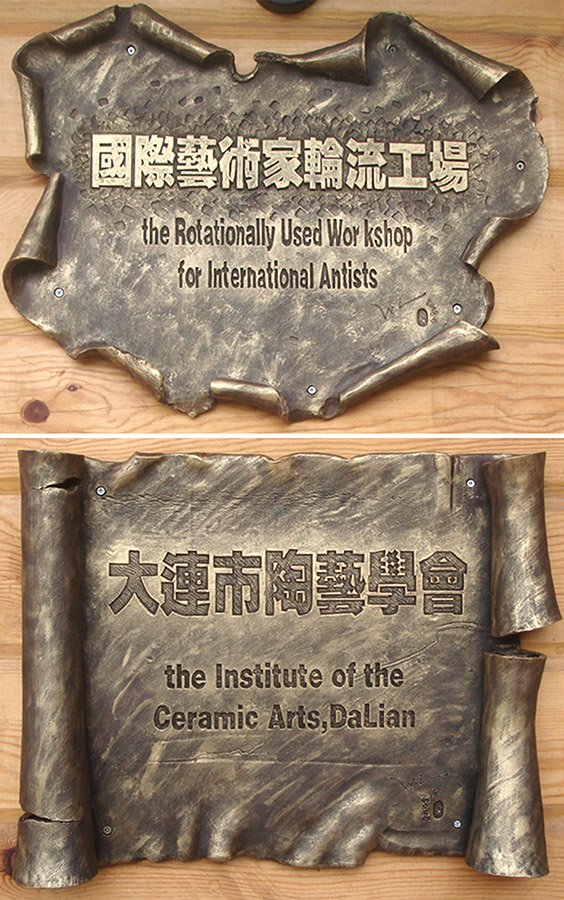 國際藝術家輪流工場
the Rotationally Used Wor kshop
for International Antists
大連市陶藝學會
the Institute of the
Ceramic Arts,DaLian